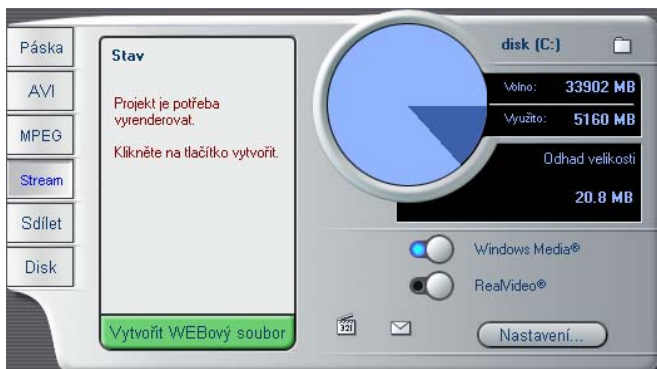 Páska
AVI
MPEG
Stream
Sdílet
Disk
Stav
Projekt je potřeba
vyrenderovat.
Klikněte na tlačítko vytvořit.
Vytvořit WEBový soubor
disk (C:)
Volno: 33902 MB
Využito: 5160 MB
Odhad velikosti
20.8 MB
Windows Media®
RealVideo®
321
Nastavení...